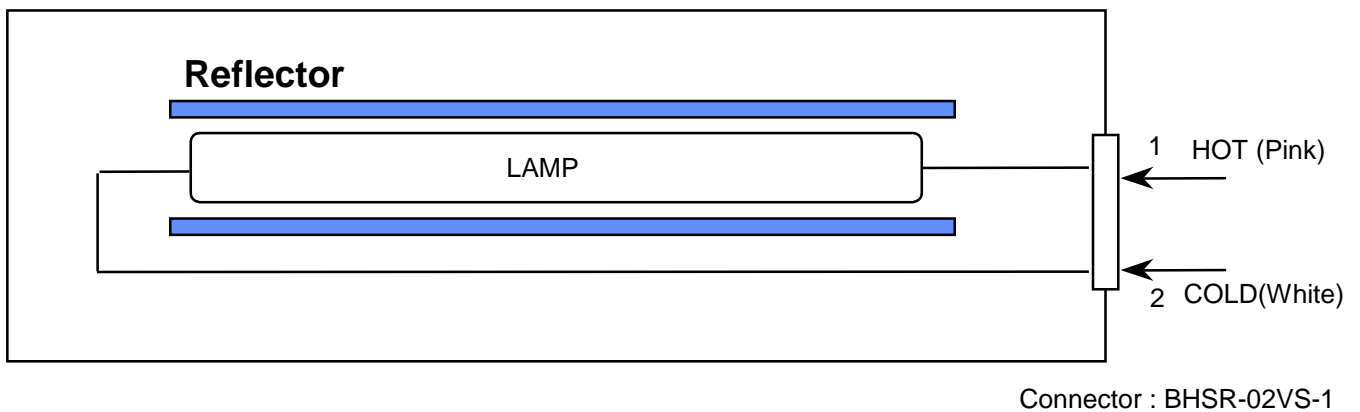 Reflector
LAMP
1 HOT (Pink)
2 COLD(White)
Connector : BHSR-02VS-1